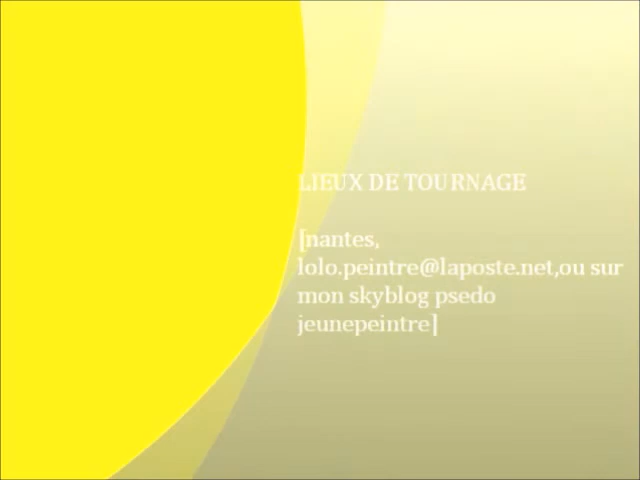 LIEUX DE TOURNAGE
[nantes,
lolo.peintre@laposte.net,ou sur
mon skyblog psedo
jeunepeintre]